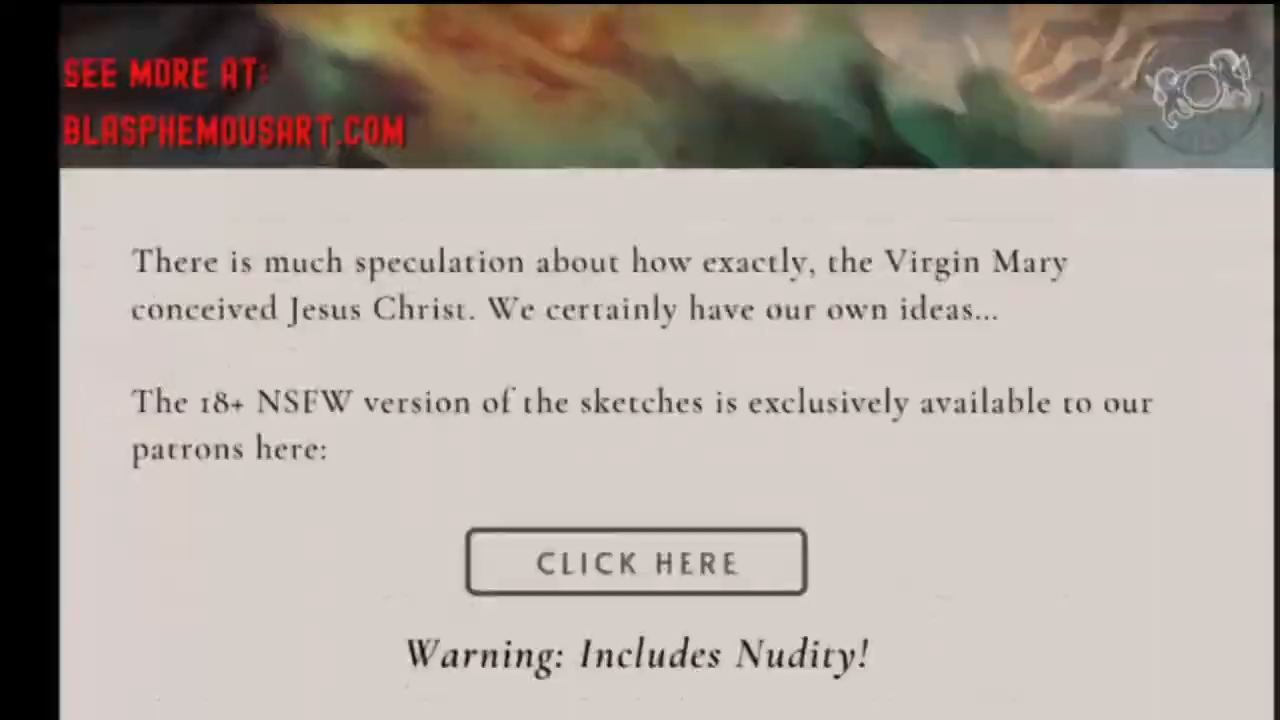 SEE MORE AT:
BLASPHEMOUSART.COM
There is much speculation about how exactly, the Virgin Mary
conceived Jesus Christ. We certainly have our own ideas...
The 18+ NSFW version of the sketches is exclusively available to our
patrons here:
CLICK HERE
Warning: Includes Nudity!